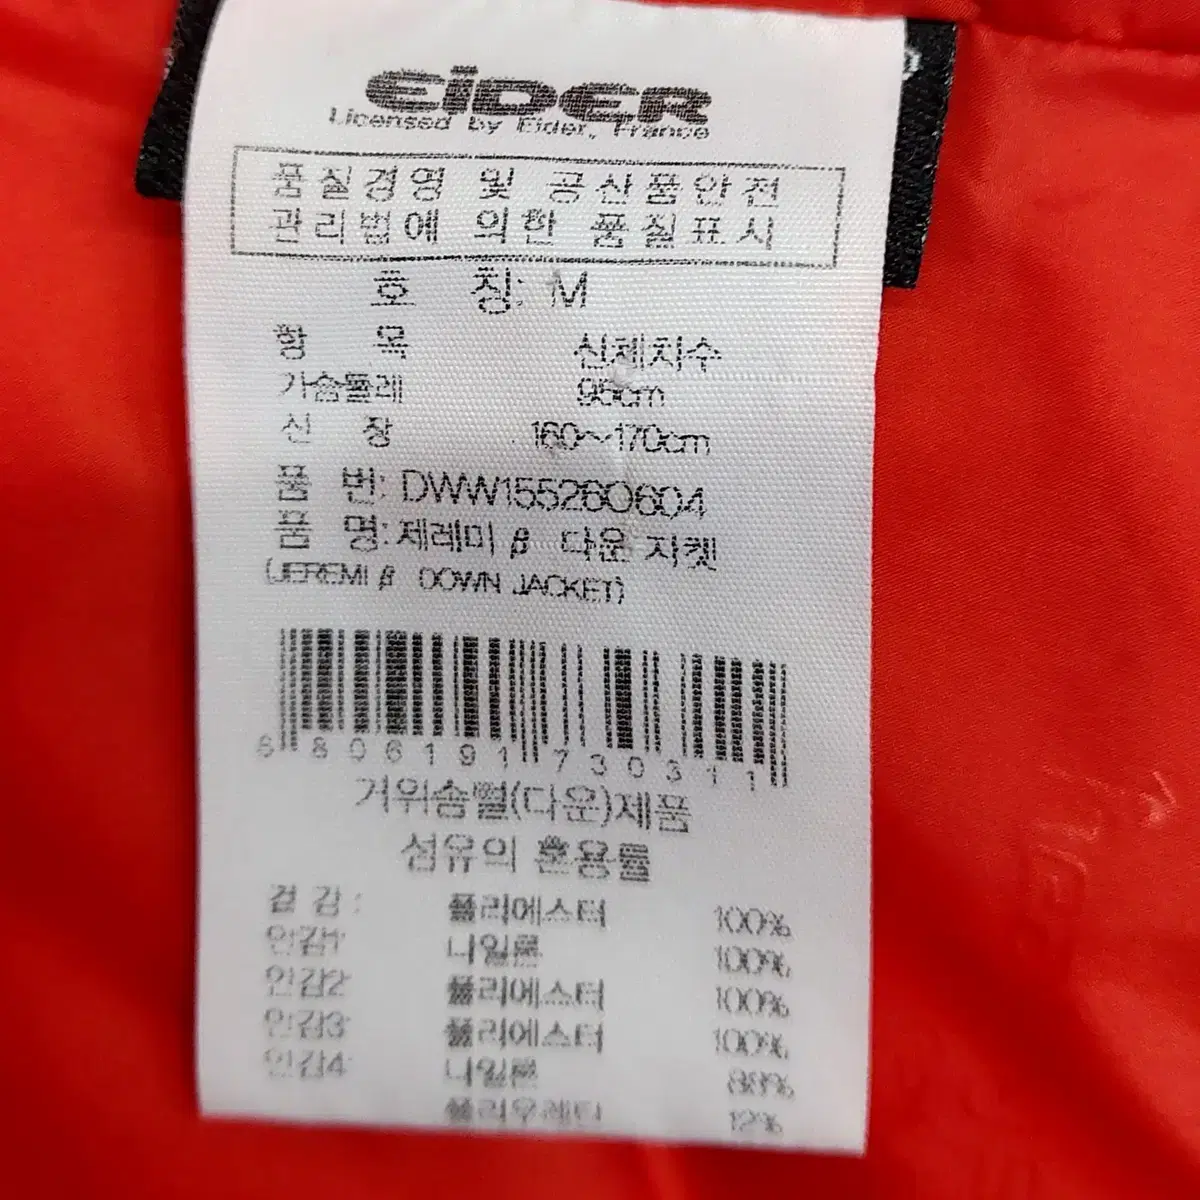 EiDER
Licensed by Eider, France
품질경영 및 공산품안전
관리법에 의한 품질표시
호 칭: M
항 목 신체치수
가슴둘레 95cm
신 장 160~170cm
품 번: DWW15526O604
품 명: 제레미 β 다운 자켓
(JEREMI β DOWN JACKET)
8 806191 730311
거위솜털(다운)제품
섬유의 혼용률
겉감: 폴리에스터 100%
안감1 나일론 100%
안감2 폴리에스터 100%
안감3 폴리에스터 100%
안감4 나일론 88%
폴리우레탄 12%